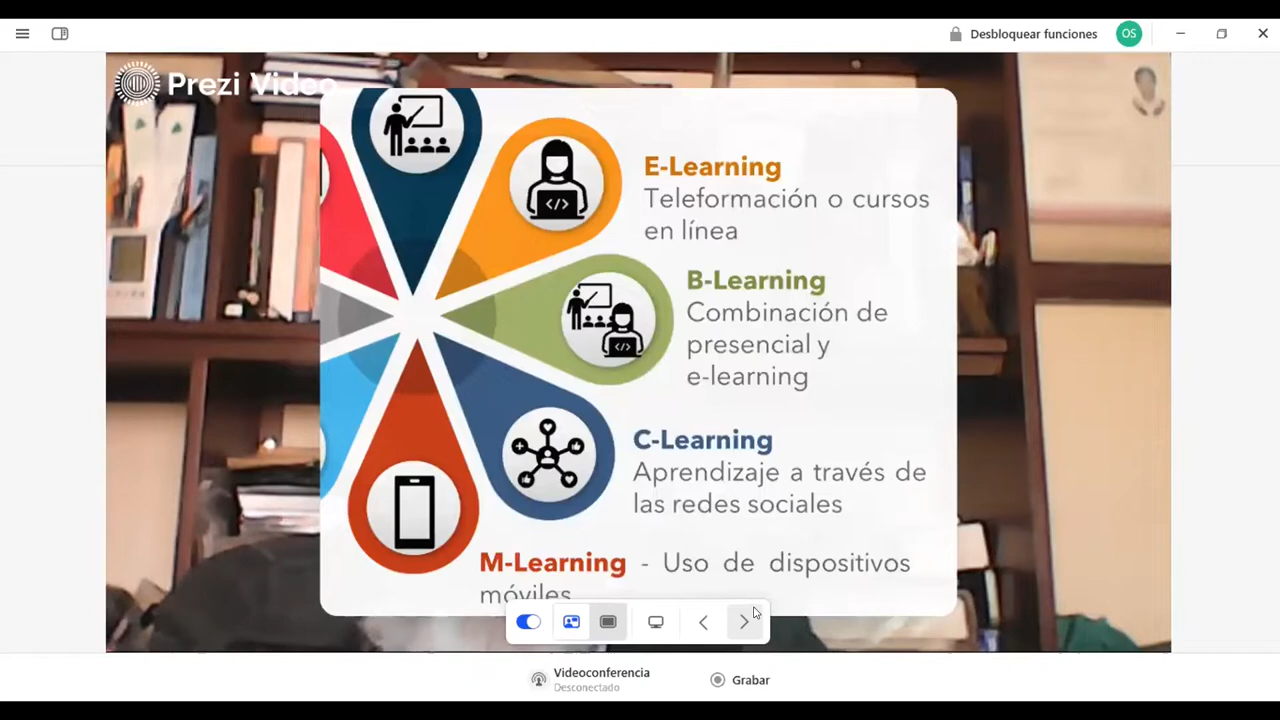 Desbloquear funciones
OS
Prezi Video
E-Learning
Teleformación o cursos
en línea
B-Learning
Combinación de
presencial y
e-learning
C-Learning
Aprendizaje a través de
las redes sociales
M-Learning - Uso de dispositivos
móviles
Videoconferencia
Desconectado
Grabar